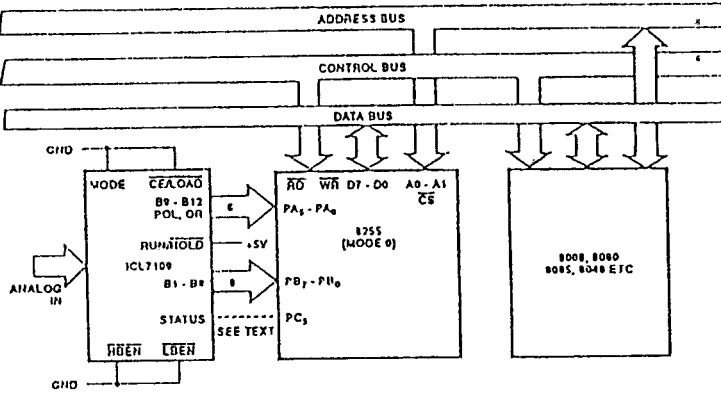 ADDRESS BUS
CONTROL BUS
6
DATA BUS
GND
MODE
CE/LOAD
RD WR D7 - D0 A0 - A1
CS
B9 - B12
POL, OR
6
PA5 - PA0
8255
(MODE 0)
8008, 8080
8085, 8048 ETC
RUN/HOLD
+5V
ICL7109
ANALOG
IN
B1 - B8
8
PB7 - PB0
STATUS
SEE TEXT
PC5
HBEN
LBEN
GND